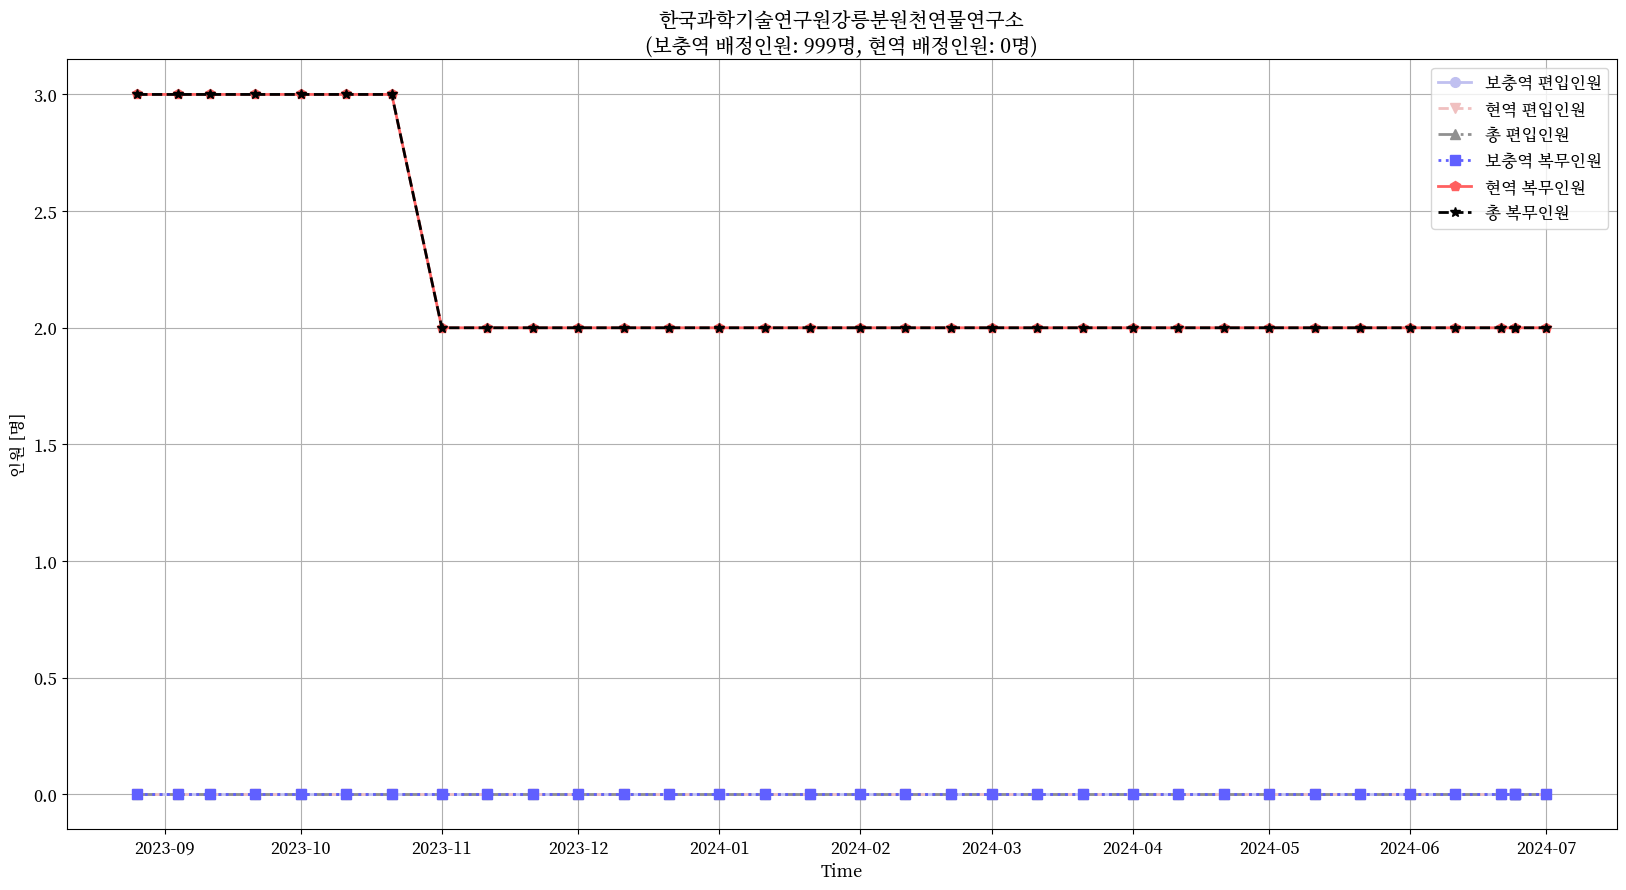 한국과학기술연구원강릉분원천연물연구소
(보충역 배정인원: 999명, 현역 배정인원: 0명)
보충역 편입인원
현역 편입인원
총 편입인원
보충역 복무인원
현역 복무인원
총 복무인원
인원 [명]
3.0
2.5
2.0
1.5
1.0
0.5
0.0
2023-09
2023-10
2023-11
2023-12
2024-01
2024-02
2024-03
2024-04
2024-05
2024-06
2024-07
Time